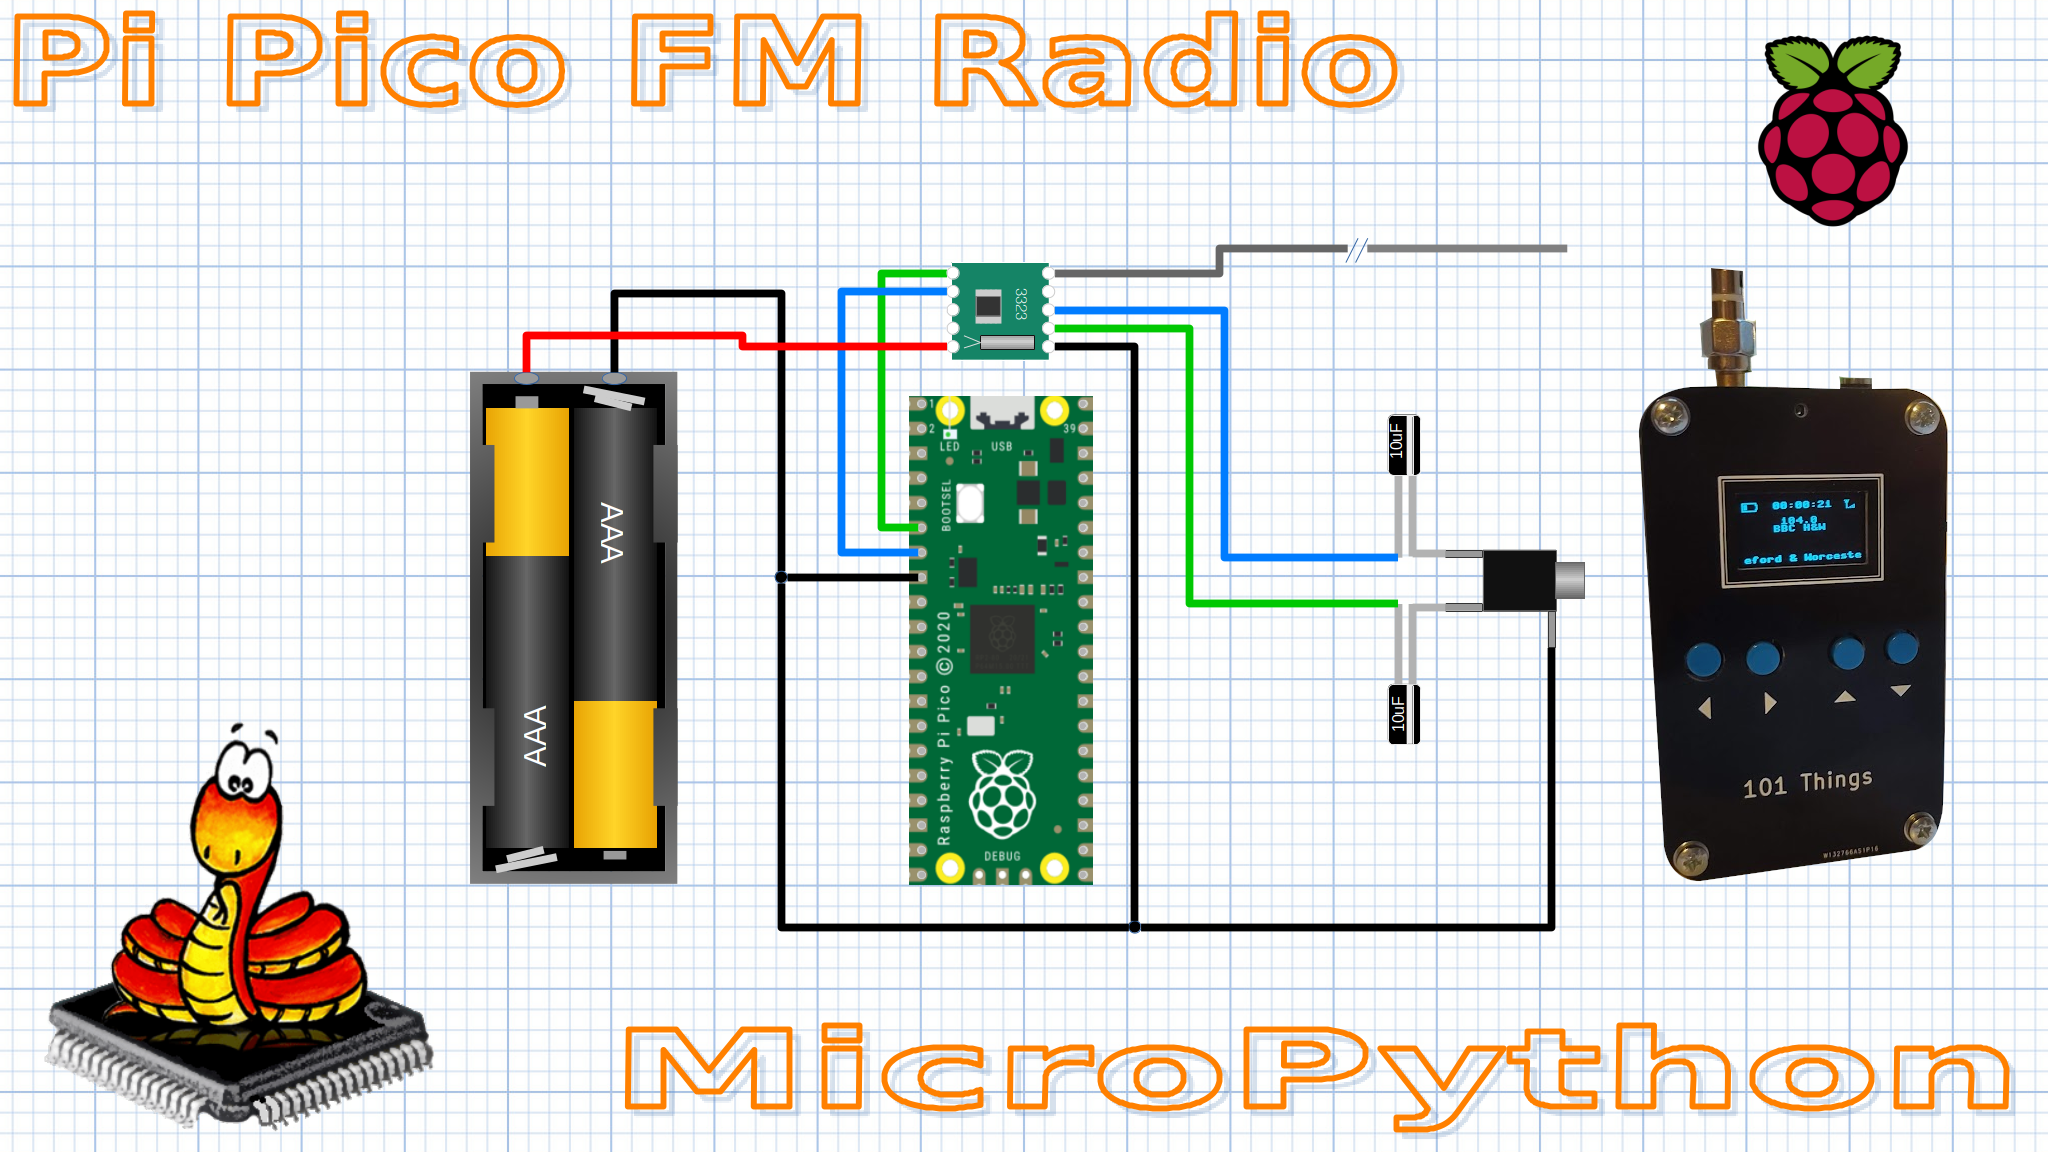 Pi Pico FM Radio
3323
AAA
AAA
1
2
39
LED
USB
BOOTSEL
Raspberry Pi Pico ©2020
DEBUG
10uF
10uF
00:00:21
104.0
BBC H&W
eford & Worceste
101 Things
MicroPython